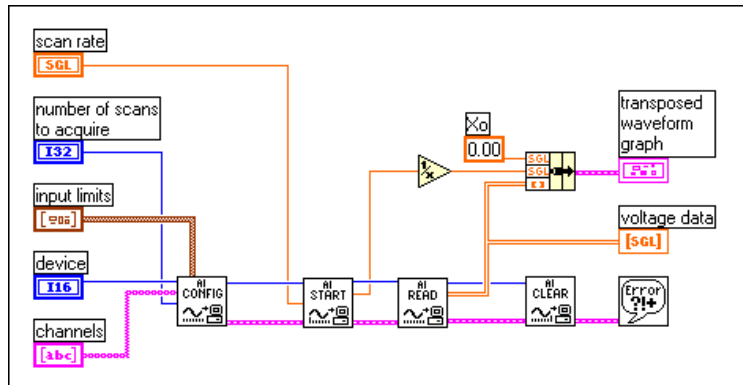 scan rate
SGL
number of scans
to acquire
I32
input limits
device
I16
channels
[abc]
AI
CONFIG
AI
START
AI
READ
AI
CLEAR
Error
?!+
1/x
Xo
0.00
SGL
SGL
[ ]
transposed
waveform
graph
voltage data
[SGL]